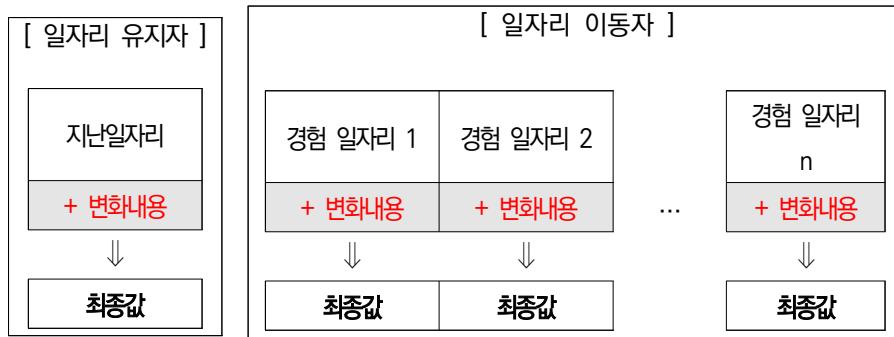 [ 일자리 유지자 ]
지난일자리
+ 변화내용
⇓
최종값
[ 일자리 이동자 ]
경험 일자리 1 경험 일자리 2 경험 일자리
n
+ 변화내용 + 변화내용 … + 변화내용
⇓ ⇓ ⇓
최종값 최종값 최종값